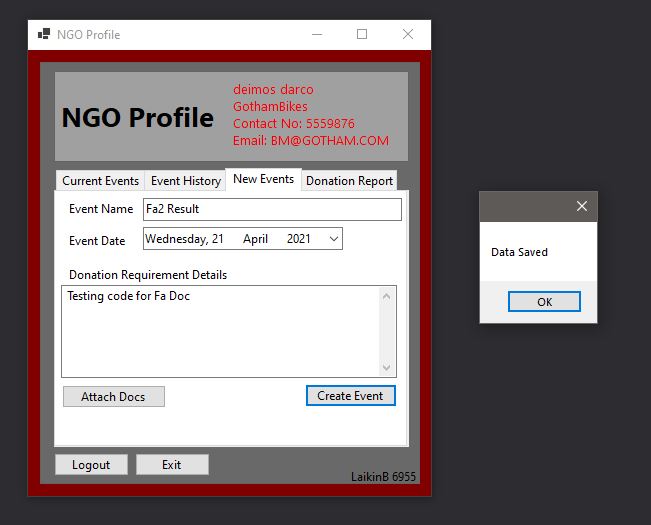 NGO Profile
NGO Profile
deimos darco
GothamBikes
Contact No: 5559876
Email: BM@GOTHAM.COM
Current Events Event History New Events Donation Report
Event Name Fa2 Result
Event Date Wednesday, 21 April 2021
Donation Requirement Details
Testing code for Fa Doc
Attach Docs Create Event
Logout Exit
LaikinB 6955
Data Saved
OK